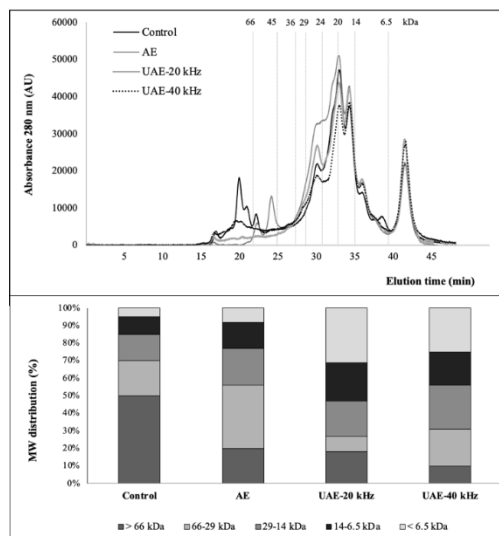 66 45 36 29 24 20 14 6.5 kDa
Control
AE
UAE-20 kHz
UAE-40 kHz
Absorbance 280 nm (AU)
60000
50000
40000
30000
20000
10000
0
5 10 15 20 25 30 35 40 45
Elution time (min)
MW distribution (%)
100%
90%
80%
70%
60%
50%
40%
30%
20%
10%
0%
Control AE UAE-20 kHz UAE-40 kHz
> 66 kDa 66-29 kDa 29-14 kDa 14-6.5 kDa < 6.5 kDa